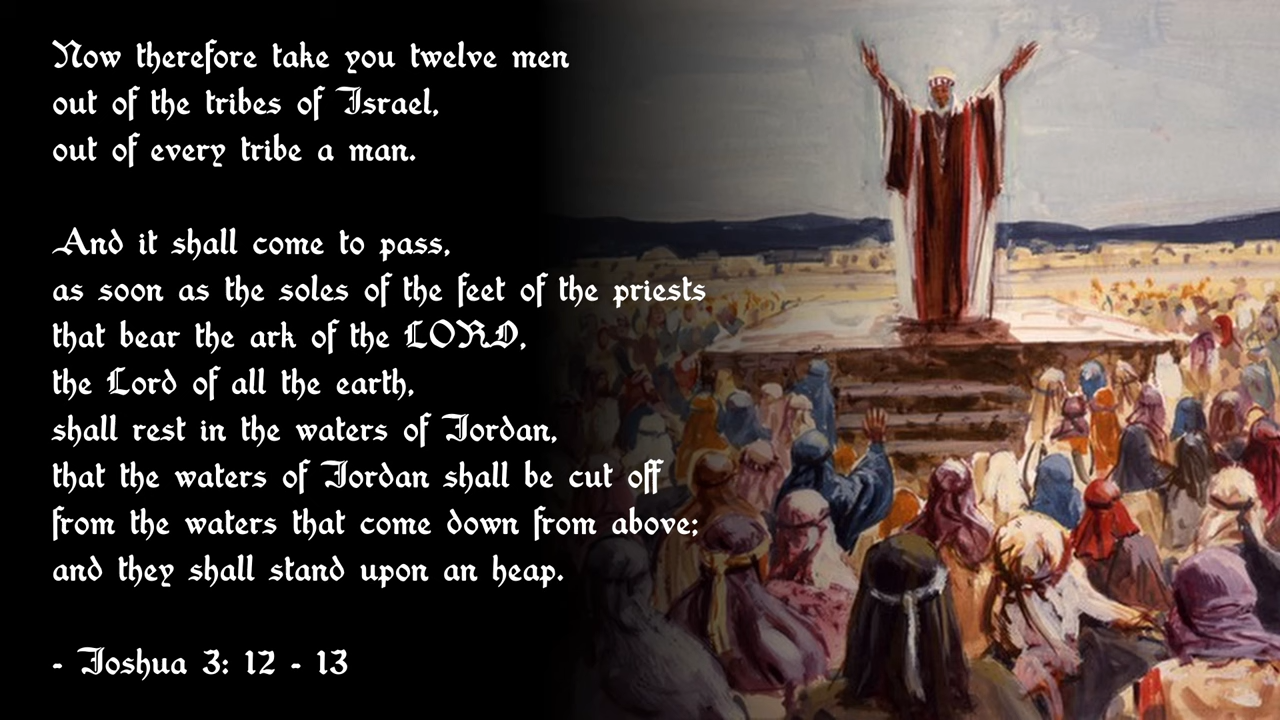 Now therefore take you twelve men
out of the tribes of Israel,
out of every tribe a man.
And it shall come to pass,
as soon as the soles of the feet of the priests
that bear the ark of the LORD,
the Lord of all the earth,
shall rest in the waters of Jordan,
that the waters of Jordan shall be cut off
from the waters that come down from above;
and they shall stand upon an heap.
- Joshua 3: 12 - 13